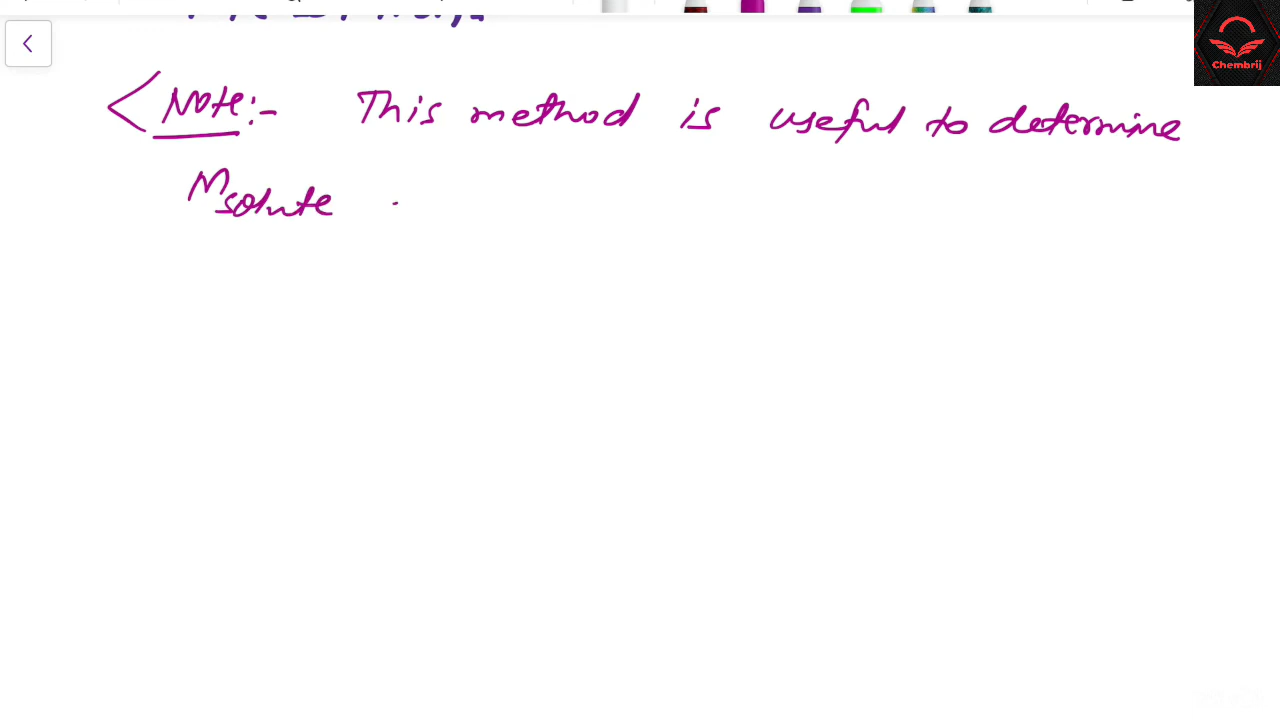 Chembrij
Note:- This method is useful to determine
Msolute